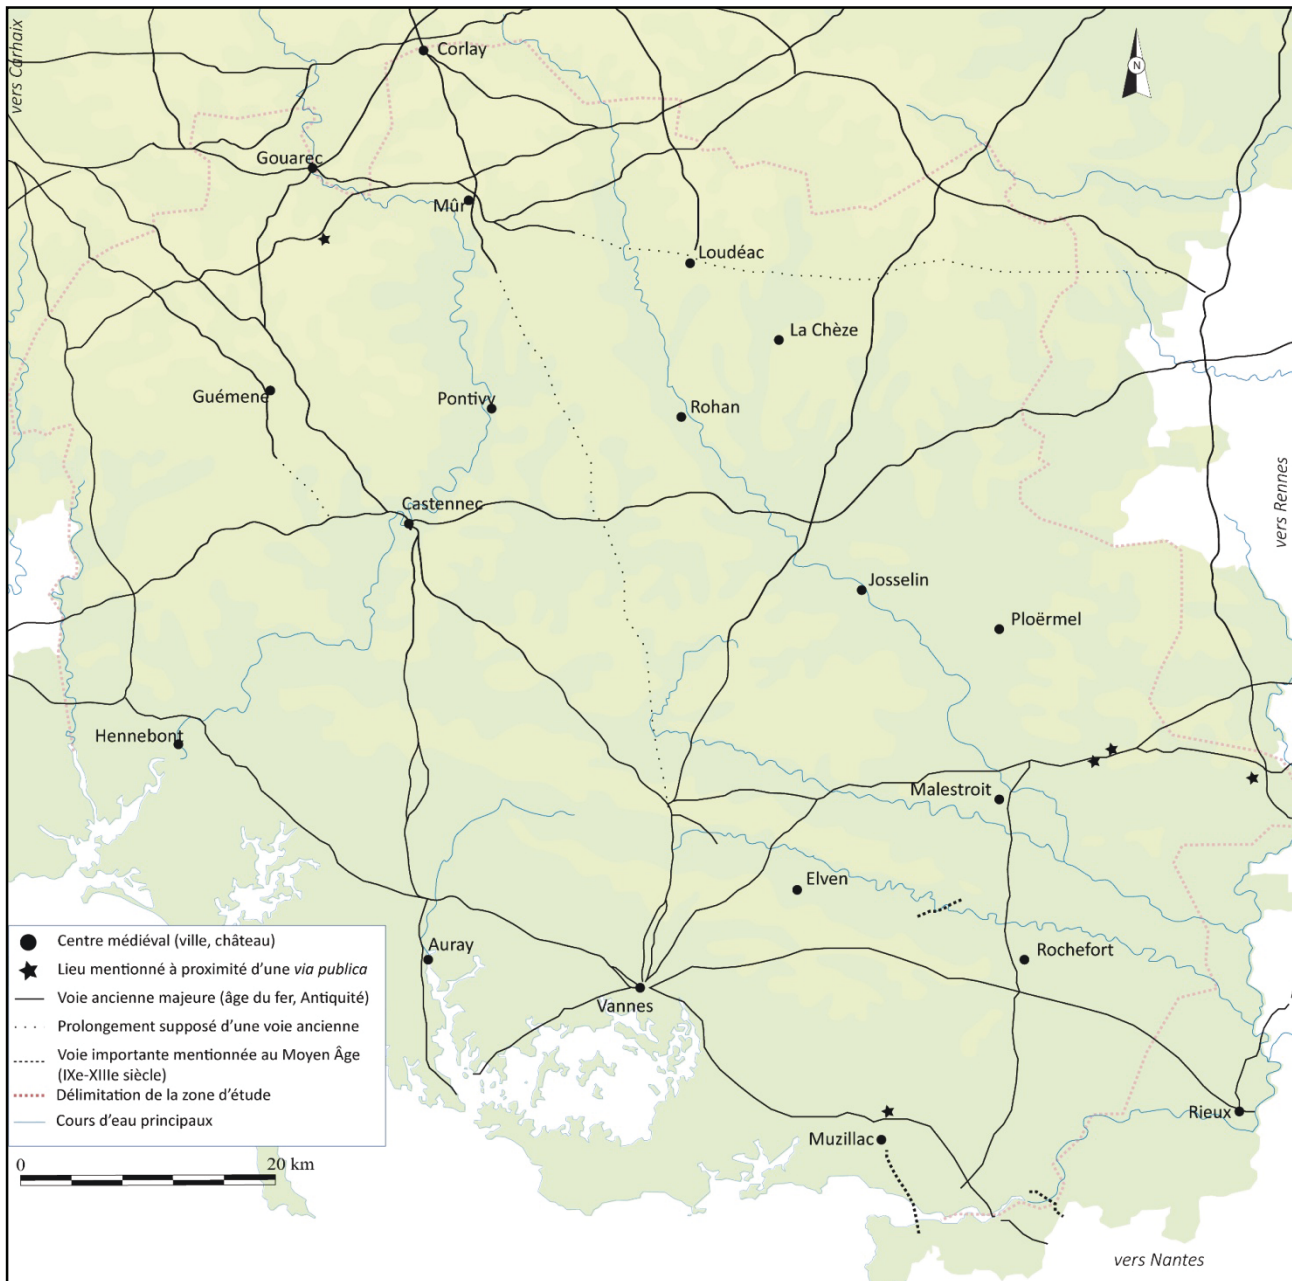 vers Carhaix
Corlay
N
Gouarec
Mûr
Loudéac
La Chèze
Guémené
Pontivy
Rohan
Castennec
vers Rennes
Josselin
Ploërmel
Hennebont
Malestroit
Elven
Auray
Rochefort
Vannes
Rieux
Muzillac
vers Nantes
Centre médiéval (ville, château)
Lieu mentionné à proximité d'une via publica
Voie ancienne majeure (âge du fer, Antiquité)
Prolongement supposé d'une voie ancienne
Voie importante mentionnée au Moyen Âge
(IXe-XIIIe siècle)
Délimitation de la zone d'étude
Cours d'eau principaux
0 20 km